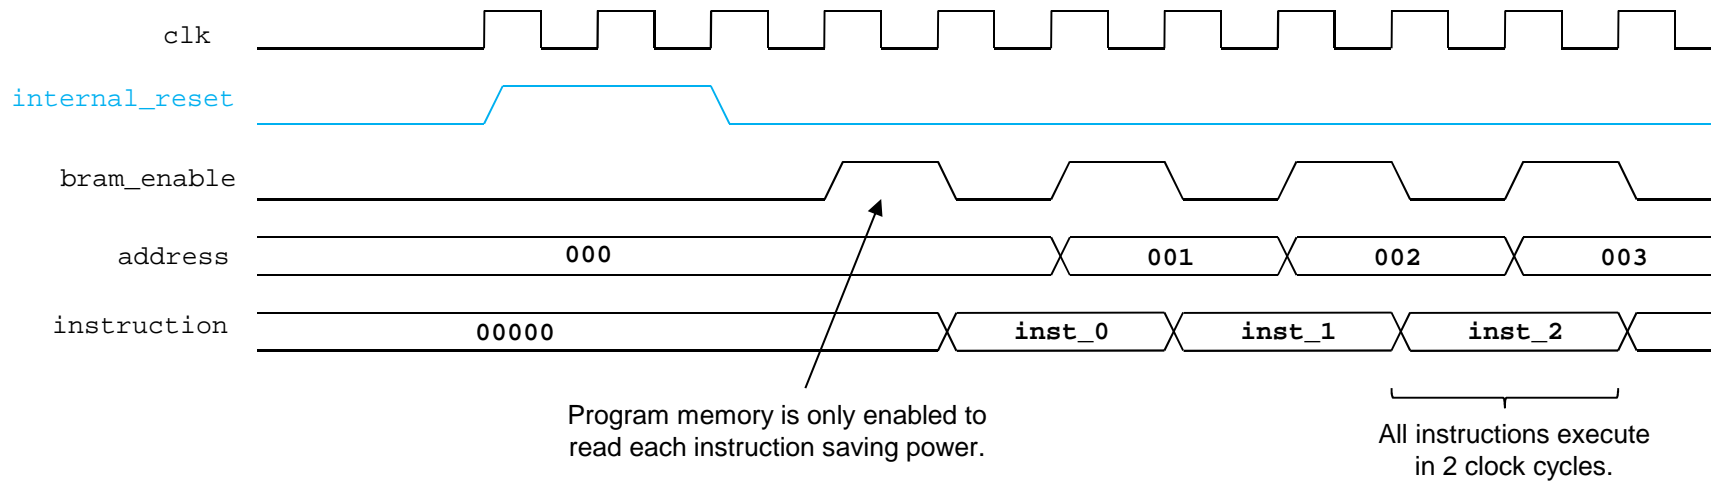 clk
internal_reset
bram_enable
address 000 001 002 003
instruction 00000 inst_0 inst_1 inst_2
Program memory is only enabled to
read each instruction saving power.
All instructions execute
in 2 clock cycles.